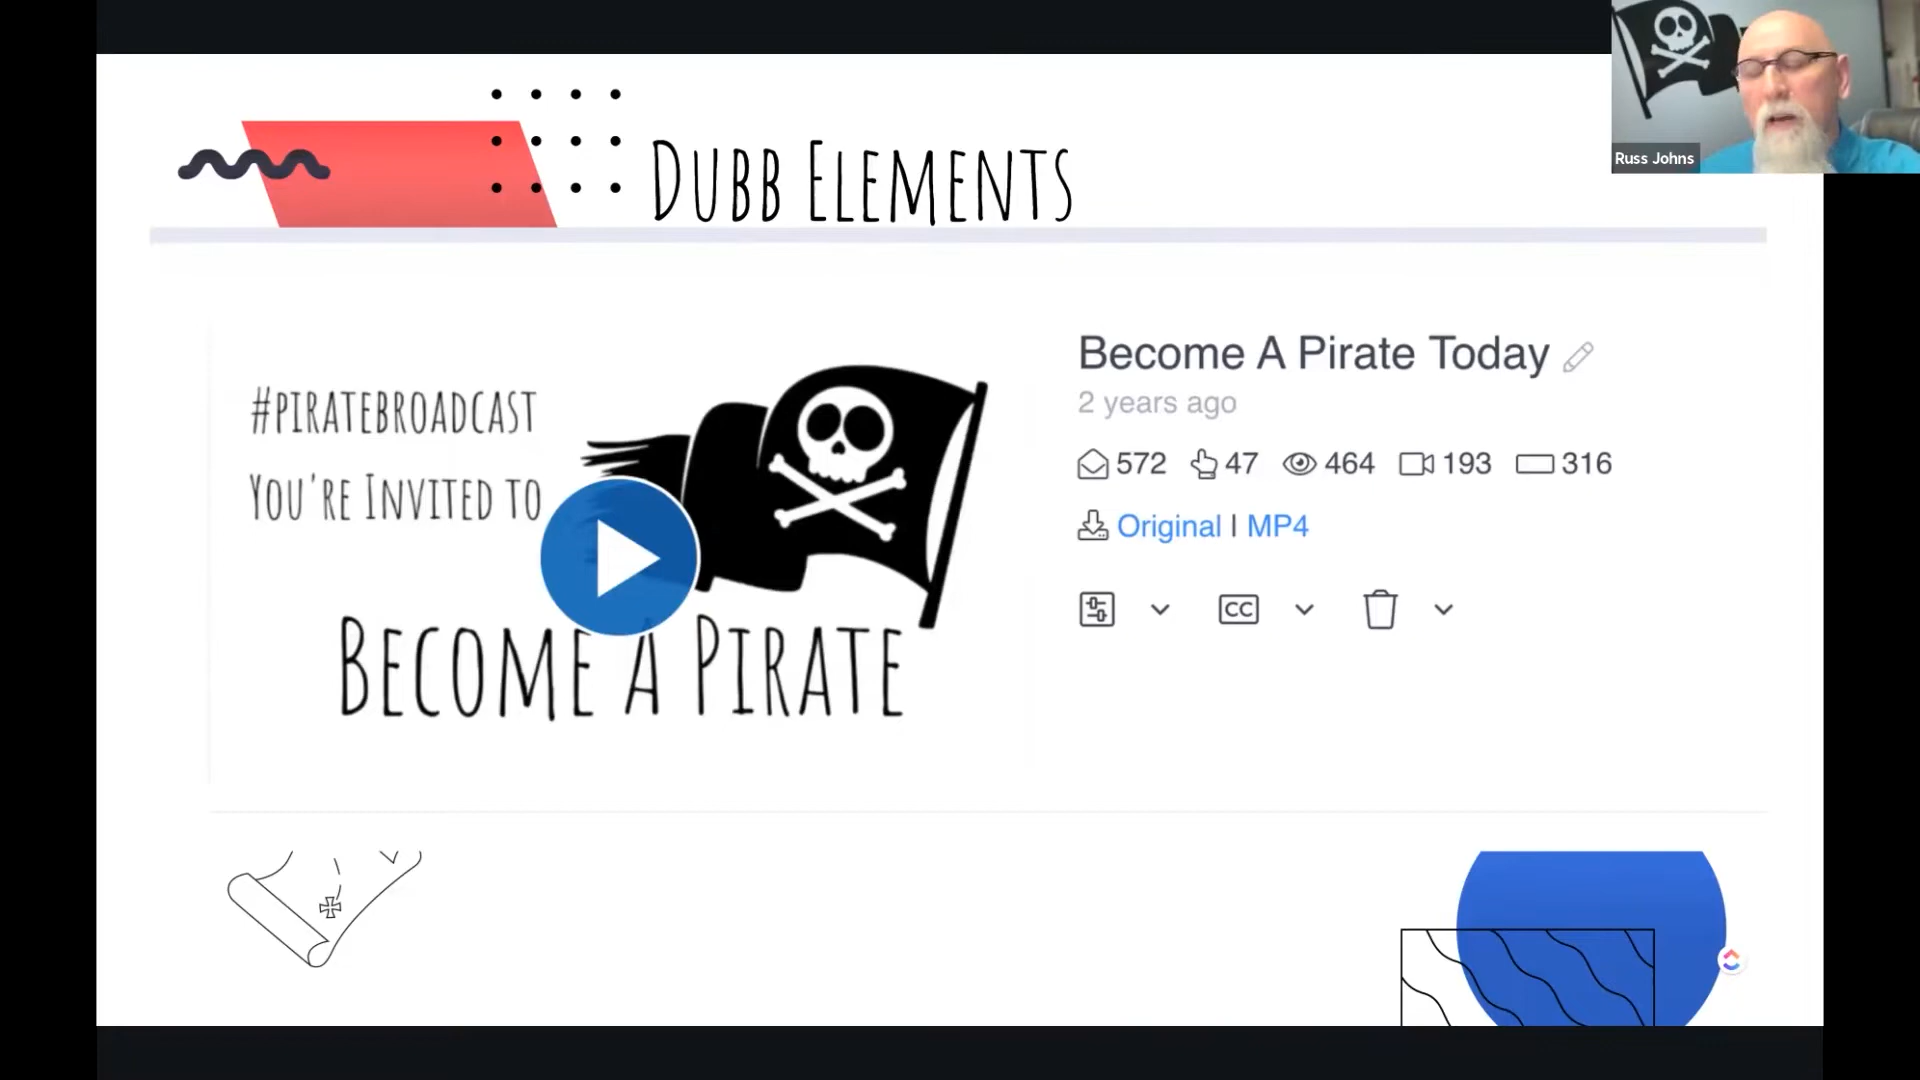 Russ Johns
DUBB ELEMENTS
#PIRATEBROADCAST
YOU'RE INVITED TO
BECOME A PIRATE
Become A Pirate Today
2 years ago
572 47 464 193 316
Original | MP4
CC